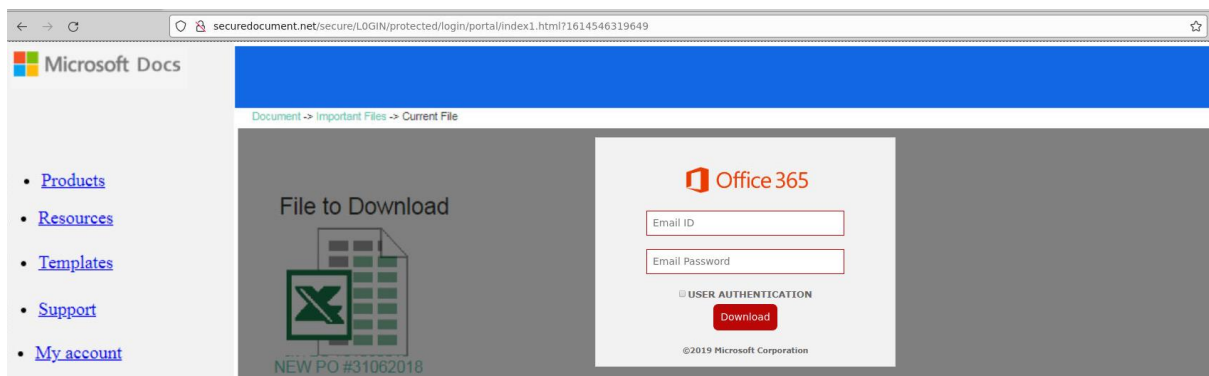 securedocument.net/secure/L0GIN/protected/login/portal/index1.html?1614546319649
Microsoft Docs
Document -> Important Files -> Current File
Products
Resources
Templates
Support
My account
File to Download
NEW PO #31062018
Office 365
Email ID
Email Password
USER AUTHENTICATION
Download
©2019 Microsoft Corporation